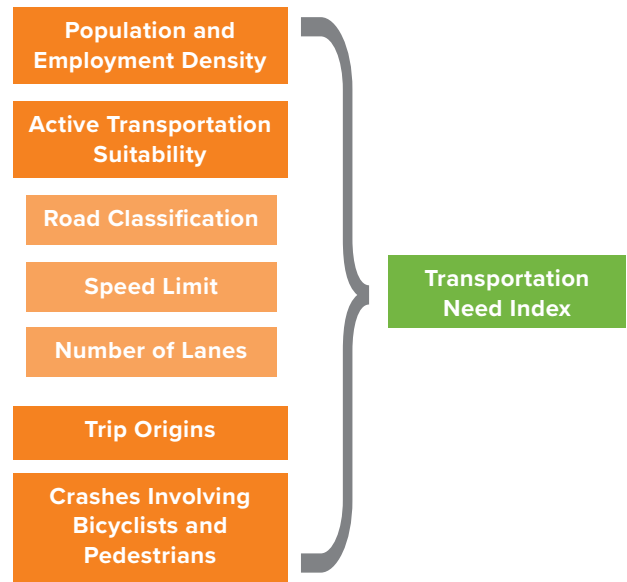 Population and
Employment Density
Active Transportation
Suitability
Road Classification
Speed Limit
Number of Lanes
Trip Origins
Crashes Involving
Bicyclists and
Pedestrians
Transportation
Need Index